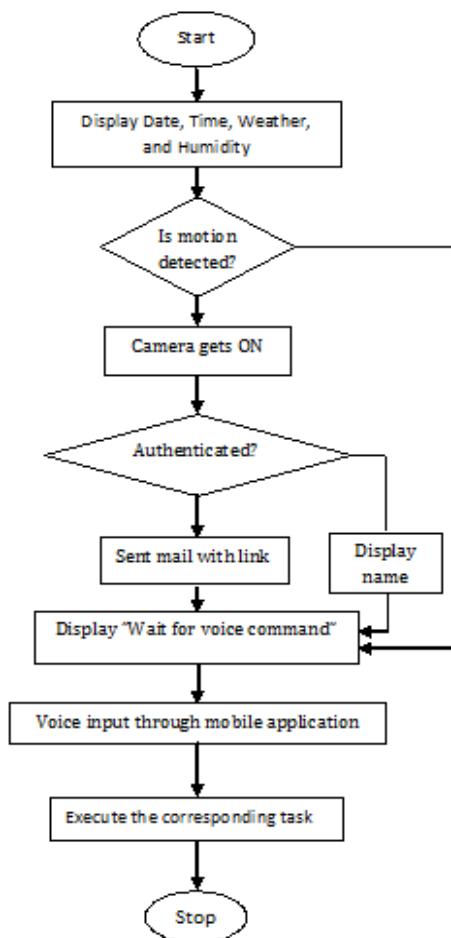 Start
Display Date, Time, Weather,
and Humidity
Is motion
detected?
Camera gets ON
Authenticated?
Sent mail with link
Display
name
Display “Wait for voice command“
Voice input through mobile application
Execute the corresponding task
Stop